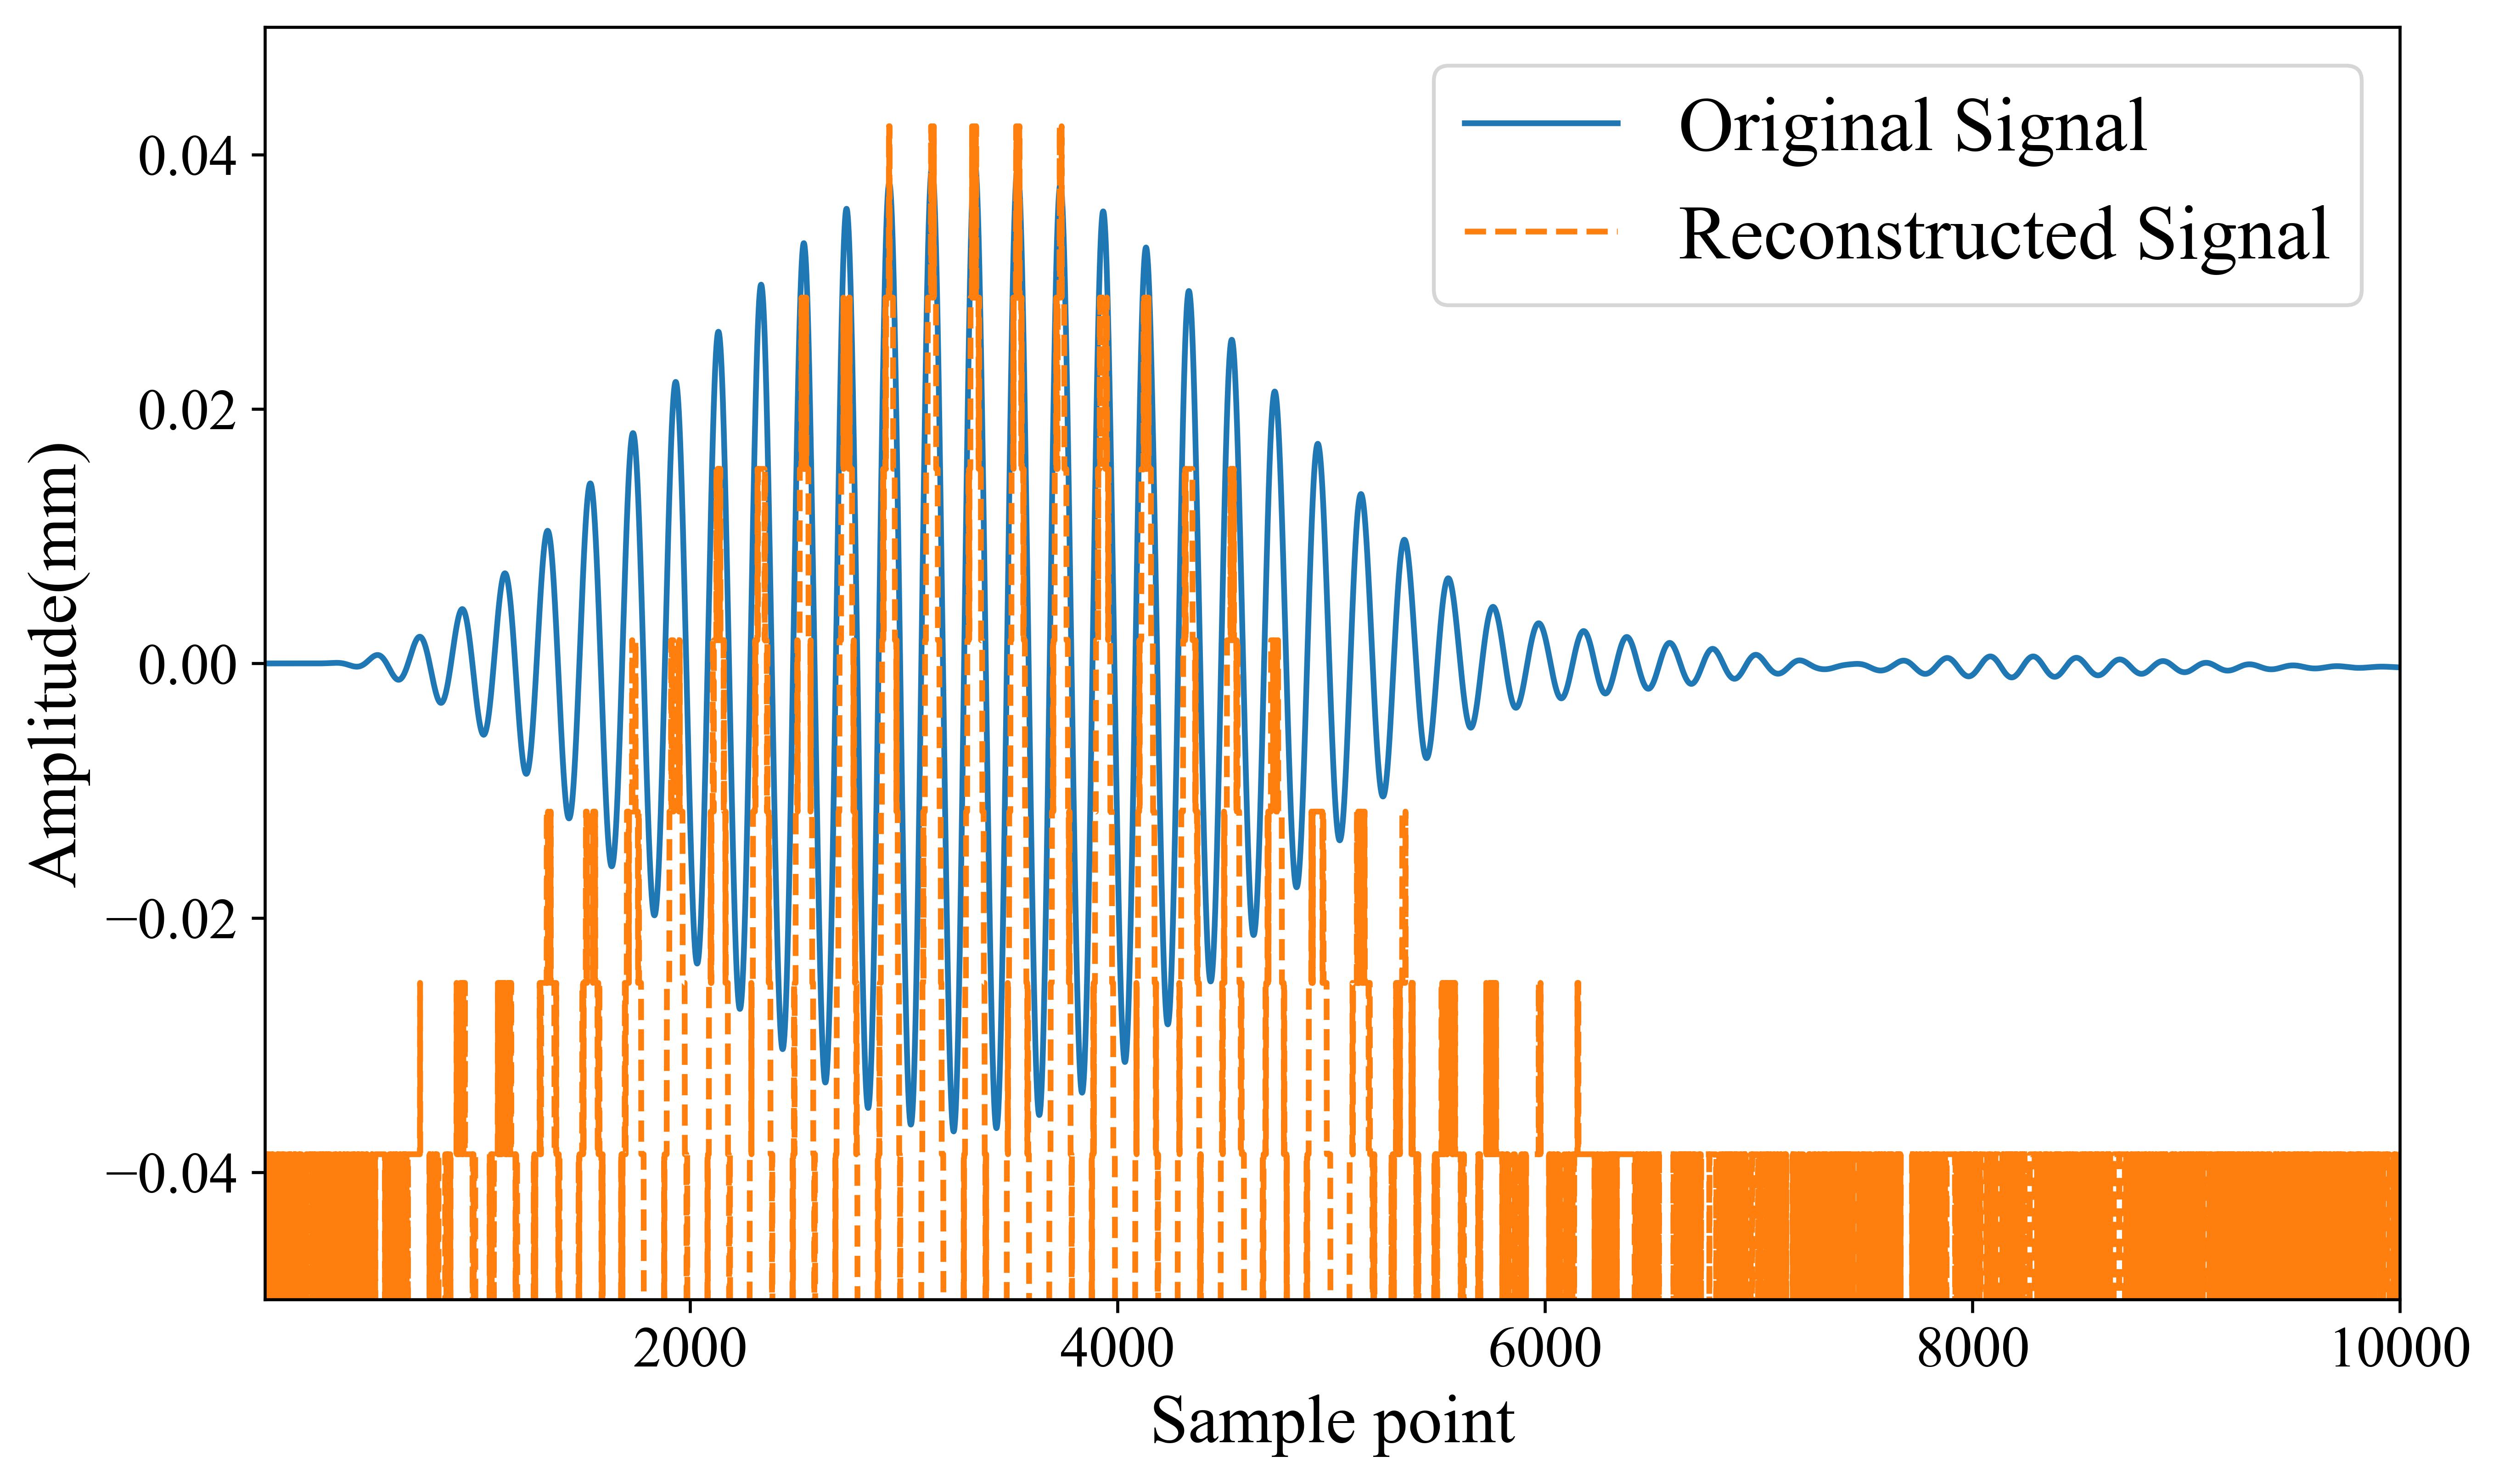 Original Signal
Reconstructed Signal
Amplitude(mm)
0.04
0.02
0.00
−0.02
−0.04
2000 4000 6000 8000 10000
Sample point